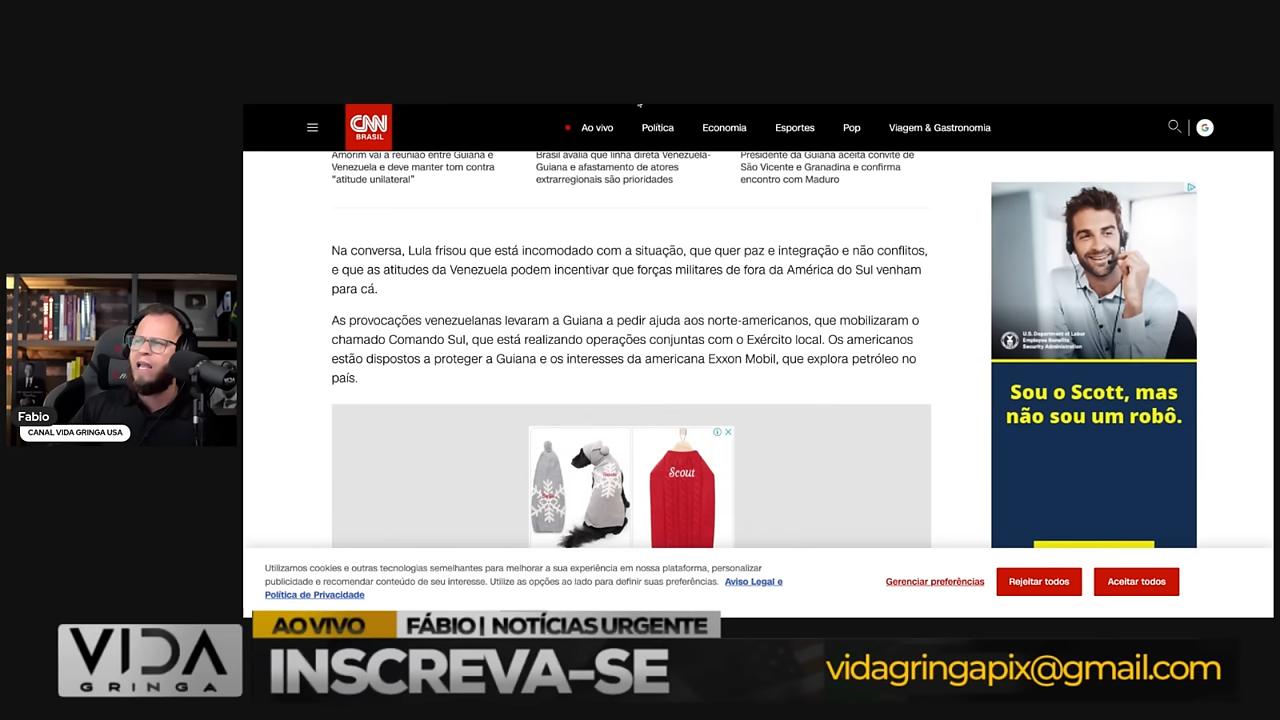 CNN
BRASIL
Ao vivo
Política
Economia
Esportes
Pop
Viagem & Gastronomia
G
Amorim vai a reunião entre Guiana e
Venezuela e deve manter tom contra
“atitude unilateral”
Brasil avalia que linha direta Venezuela-
Guiana e afastamento de atores
extrarregionais são prioridades
Presidente da Guiana aceita convite de
São Vicente e Granadina e confirma
encontro com Maduro
Na conversa, Lula frisou que está incomodado com a situação, que quer paz e integração e não conflitos,
e que as atitudes da Venezuela podem incentivar que forças militares de fora da América do Sul venham
para cá.
As provocações venezuelanas levaram a Guiana a pedir ajuda aos norte-americanos, que mobilizaram o
chamado Comando Sul, que está realizando operações conjuntas com o Exército local. Os americanos
estão dispostos a proteger a Guiana e os interesses da americana Exxon Mobil, que explora petróleo no
país.
Scout
U.S. Department of Labor
Employee Benefits
Security Administration
Sou o Scott, mas
não sou um robô.
Fabio
CANAL VIDA GRINGA USA
Utilizamos cookies e outras tecnologias semelhantes para melhorar a sua experiência em nossa plataforma, personalizar
publicidade e recomendar conteúdo de seu interesse. Utilize as opções ao lado para definir suas preferências. Aviso Legal e
Política de Privacidade
Gerenciar preferências
Rejeitar todos
Aceitar todos
AO VIVO
FÁBIO | NOTÍCIAS URGENTE
VIDA
GRINGA
INSCREVA-SE
vidagringapix@gmail.com